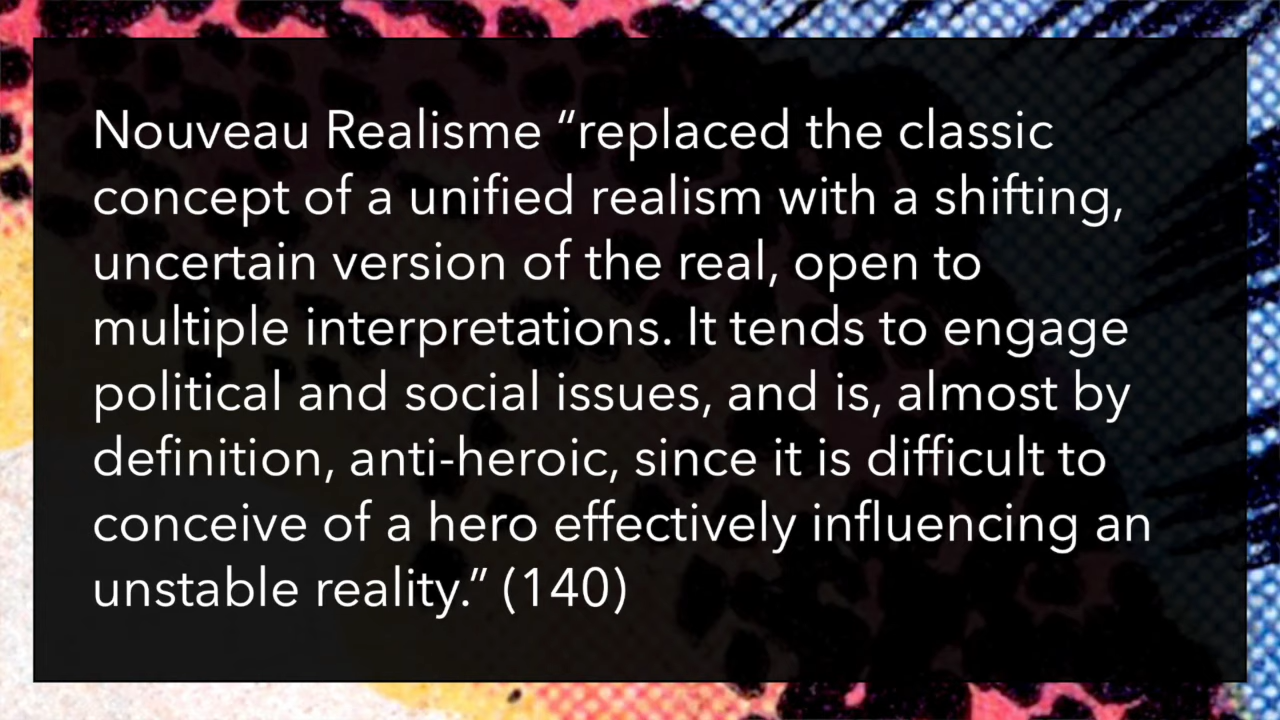 Nouveau Realisme “replaced the classic
concept of a unified realism with a shifting,
uncertain version of the real, open to
multiple interpretations. It tends to engage
political and social issues, and is, almost by
definition, anti-heroic, since it is difficult to
conceive of a hero effectively influencing an
unstable reality.” (140)